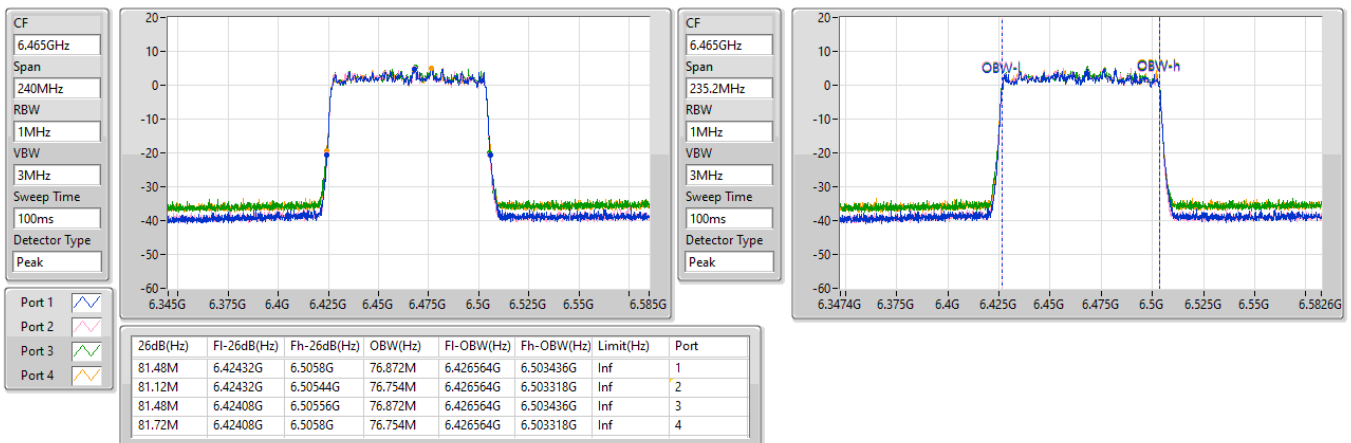 CF
6.465GHz
Span
240MHz
RBW
1MHz
VBW
3MHz
Sweep Time
100ms
Detector Type
Peak
20
10
0
-10
-20
-30
-40
-50
-60
6.345G 6.375G 6.4G 6.425G 6.45G 6.475G 6.5G 6.525G 6.55G 6.585G
CF
6.465GHz
Span
235.2MHz
RBW
1MHz
VBW
3MHz
Sweep Time
100ms
Detector Type
Peak
20
10
0
-10
-20
-30
-40
-50
-60
OBW-l OBW-h
6.3474G 6.375G 6.4G 6.425G 6.45G 6.475G 6.5G 6.525G 6.55G 6.5826G
Port 1
Port 2
Port 3
Port 4
26dB(Hz) Fl-26dB(Hz) Fh-26dB(Hz) OBW(Hz) Fl-OBW(Hz) Fh-OBW(Hz) Limit(Hz) Port
81.48M 6.42432G 6.5058G 76.872M 6.426564G 6.503436G Inf 1
81.12M 6.42432G 6.50544G 76.754M 6.426564G 6.503318G Inf 2
81.48M 6.42408G 6.50556G 76.872M 6.426564G 6.503436G Inf 3
81.72M 6.42408G 6.5058G 76.754M 6.426564G 6.503318G Inf 4